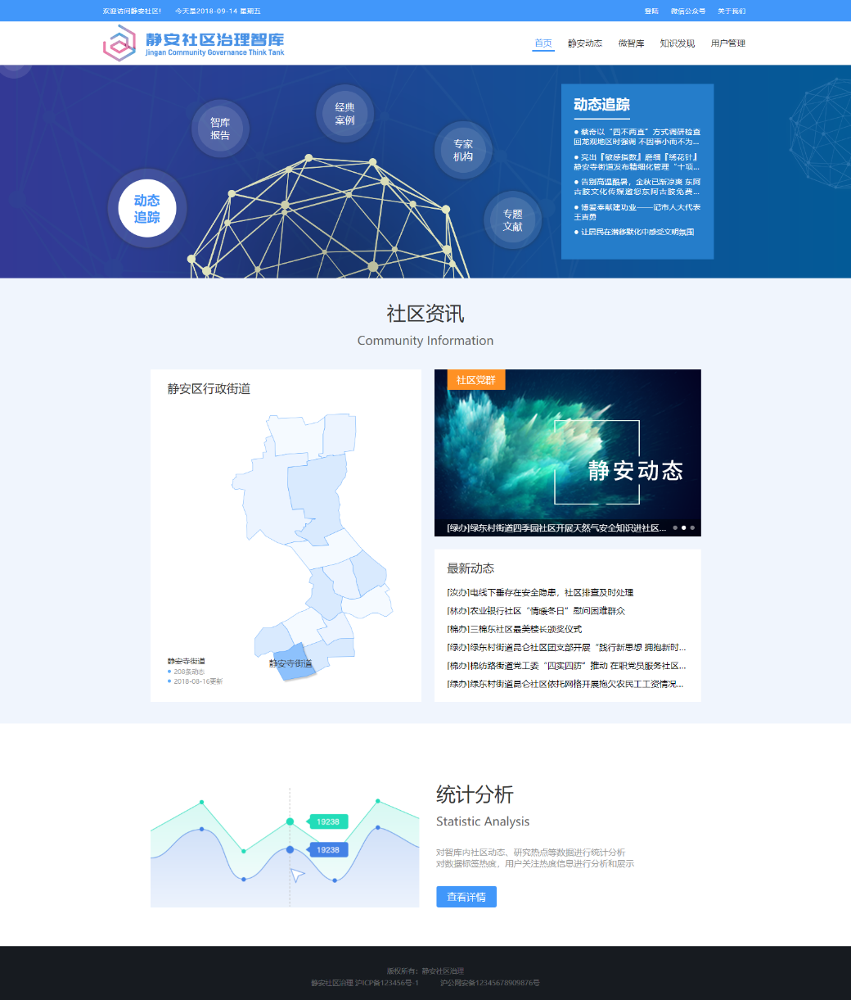 欢迎访问静安社区! 今天是2018-09-14 星期五
登陆 微信公众号 关于我们
静安社区治理智库
Jingan Community Governance Think Tank
首页 静安动态 微智库 知识发现 用户管理
动态
追踪
智库
报告
经典
案例
专家
机构
专题
文献
动态追踪
● 蔡奇以“四不两直”方式调研检查
回龙观地区时强调 不因事小而不为...
● 亮出『敏感指数』磨细『绣花针』
静安寺街道发布精细化管理“十项...
● 告别高温酷暑，金秋已渐凉爽 东阿
古胶文化传媒邀您东阿古胶免费...
● 博爱奉献建功业——记市人大代表
王吉勇
● 让居民在潜移默化中感受文明氛围
社区资讯
Community Information
静安区行政街道
静安寺街道
静安寺街道
208条动态
2018-08-16更新
社区党群
静安动态
[绿办]绿东村街道四季园社区开展天然气安全知识进社区...
最新动态
[汝办]电线下垂存在安全隐患，社区排查及时处理
[林办]农业银行社区“情暖冬日”慰问困难群众
[棉办]三棉东社区最美楼长颁奖仪式
[绿办]绿东村街道昆仑社区团支部开展“践行新思想 拥抱新时...
[棉办]棉纺路街道党工委“四实四防”推动 在职党员服务社区...
[绿办]绿东村街道昆仑社区依托网格开展拖欠农民工工资情况...
19238
19238
统计分析
Statistic Analysis
对智库内社区动态、研究热点等数据进行统计分析
对数据标签热度，用户关注热度信息进行分析和展示
查看详情
版权所有：静安社区治理
静安社区治理 沪ICP备123456号-1 沪公网安备12345678909876号